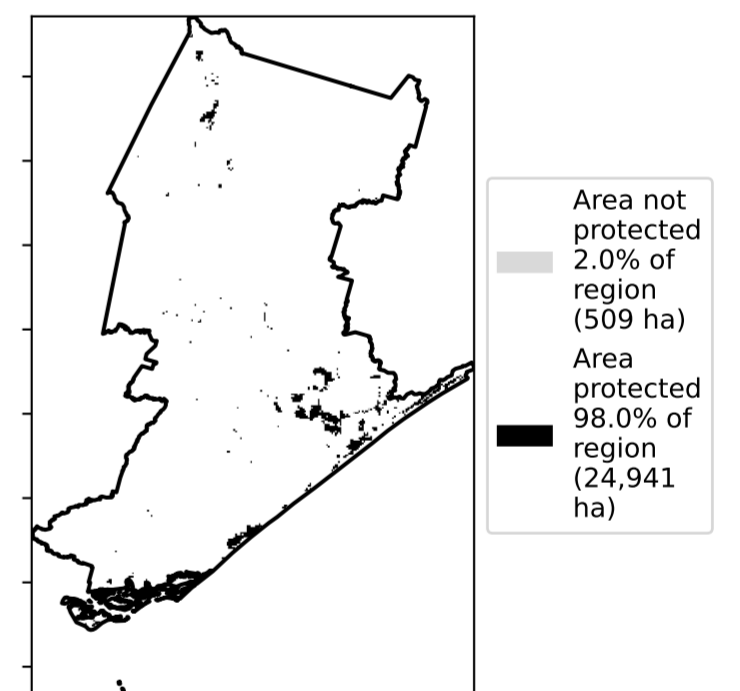 Area not
protected
2.0% of
region
(509 ha)
Area
protected
98.0% of
region
(24,941
ha)